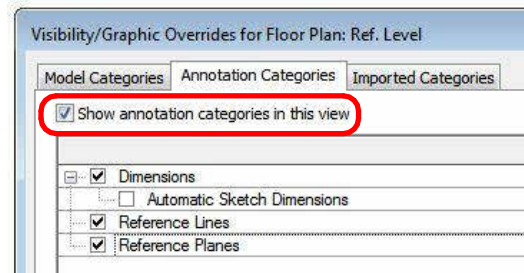 Visibility/Graphic Overrides for Floor Plan: Ref. Level
Model Categories Annotation Categories Imported Categories
Show annotation categories in this view
Dimensions
Automatic Sketch Dimensions
Reference Lines
Reference Planes